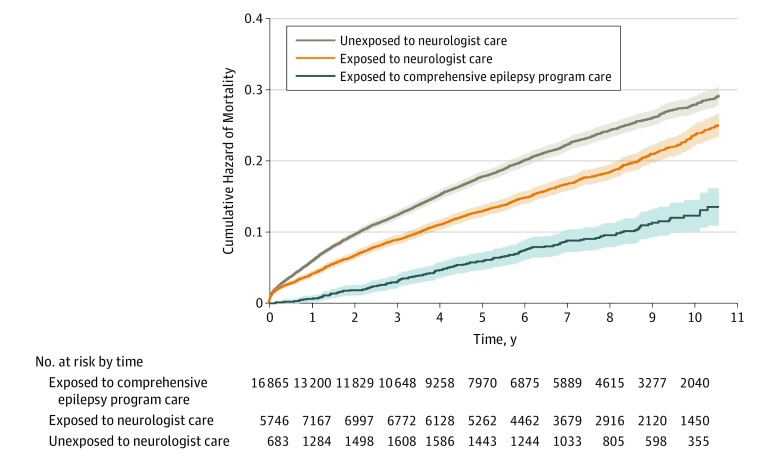 0.4
Unexposed to neurologist care
Exposed to neurologist care
Exposed to comprehensive epilepsy program care
0.3
0.2
0.1
0
Cumulative Hazard of Mortality
0 1 2 3 4 5 6 7 8 9 10 11
Time, y
No. at risk by time
Exposed to comprehensive
epilepsy program care
16865 13200 11829 10648 9258 7970 6875 5889 4615 3277 2040
Exposed to neurologist care 5746 7167 6997 6772 6128 5262 4462 3679 2916 2120 1450
Unexposed to neurologist care 683 1284 1498 1608 1586 1443 1244 1033 805 598 355